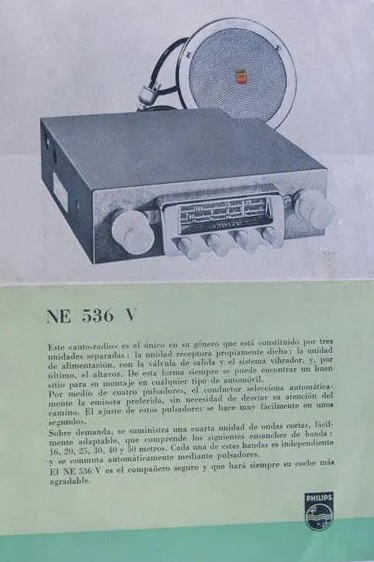 NE 536 V
Este «auto-radio» es el único en su género que está constituido por tres
unidades separadas: la unidad receptora propiamente dicha; la unidad
de alimentación, con la válvula de salida y el sistema vibrador, y, por
último, el altavoz. De esta forma siempre se puede encontrar un buen
sitio para su montaje en cualquier tipo de automóvil.
Por medio de cuatro pulsadores, el conductor selecciona automática-
mente la emisora preferida, sin necesidad de desviar su atención del
camino. El ajuste de estos pulsadores se hace muy fácilmente en unos
segundos.
Sobre demanda, se suministra una cuarta unidad de ondas cortas, fácil-
mente adaptable, que comprende los siguientes ensanches de banda:
16, 20, 25, 30, 40 y 50 metros. Cada una de estas bandas es independiente
y se conmuta automáticamente mediante pulsadores.
El NE 536 V es el compañero seguro y que hará siempre su coche más
agradable.
PHILIPS